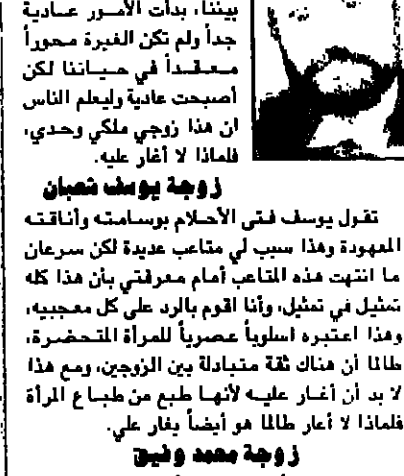 بيننا، بدأت الأمور عادية
جداً ولم تكن الغيرة محوراً
معقداً في حياتنا لكن
أصبحت عادية وليعلم الناس
ان هذا زوجي ملكي وحدي،
فلماذا لا أغار عليه.
زوجة يوسف شعبان
تقول يوسف فتى الأحلام بوسامته وأناقته
المعهودة وهذا سبب لي متاعب عديدة لكن سرعان
ما انتهت هذه المتاعب أمام معرفتي بأن هذا كله
تمثيل في تمثيل، وأنا اقوم بالرد على كل معجبيه،
وهذا اعتبره اسلوباً عصرياً للمرأة المتحضرة،
طالما أن هناك ثقة متبادلة بين الزوجين، ومع هذا
لا بد أن أغار عليه لأنها طبع من طباع المرأة
فلماذا لا أغار طالما هو أيضاً يغار علي.
زوجة محمد وفيق